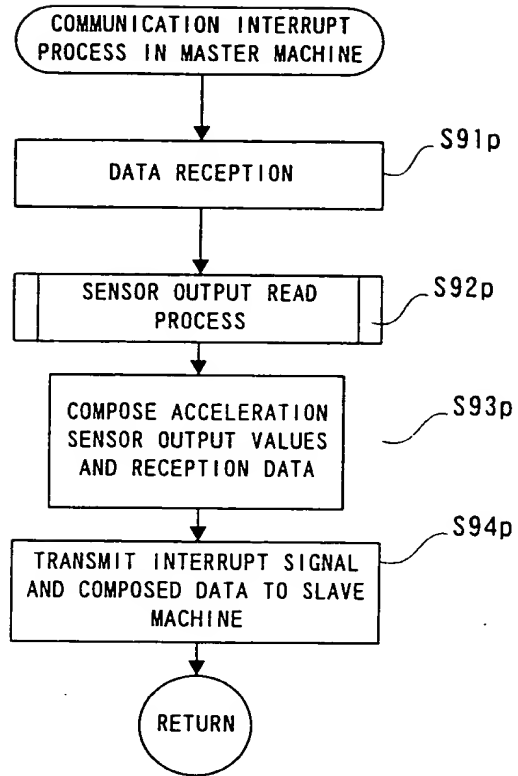 COMMUNICATION INTERRUPT
PROCESS IN MASTER MACHINE
S91p
DATA RECEPTION
S92p
SENSOR OUTPUT READ
PROCESS
S93p
COMPOSE ACCELERATION
SENSOR OUTPUT VALUES
AND RECEPTION DATA
S94p
TRANSMIT INTERRUPT SIGNAL
AND COMPOSED DATA TO SLAVE
MACHINE
RETURN